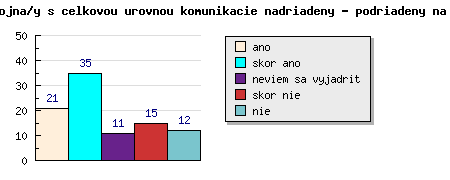 ojna/y s celkovou urovnou komunikacie nadriadeny - podriadeny na
50
40
30
20
10
0
21
35
11
15
12
ano
skor ano
neviem sa vyjadrit
skor nie
nie